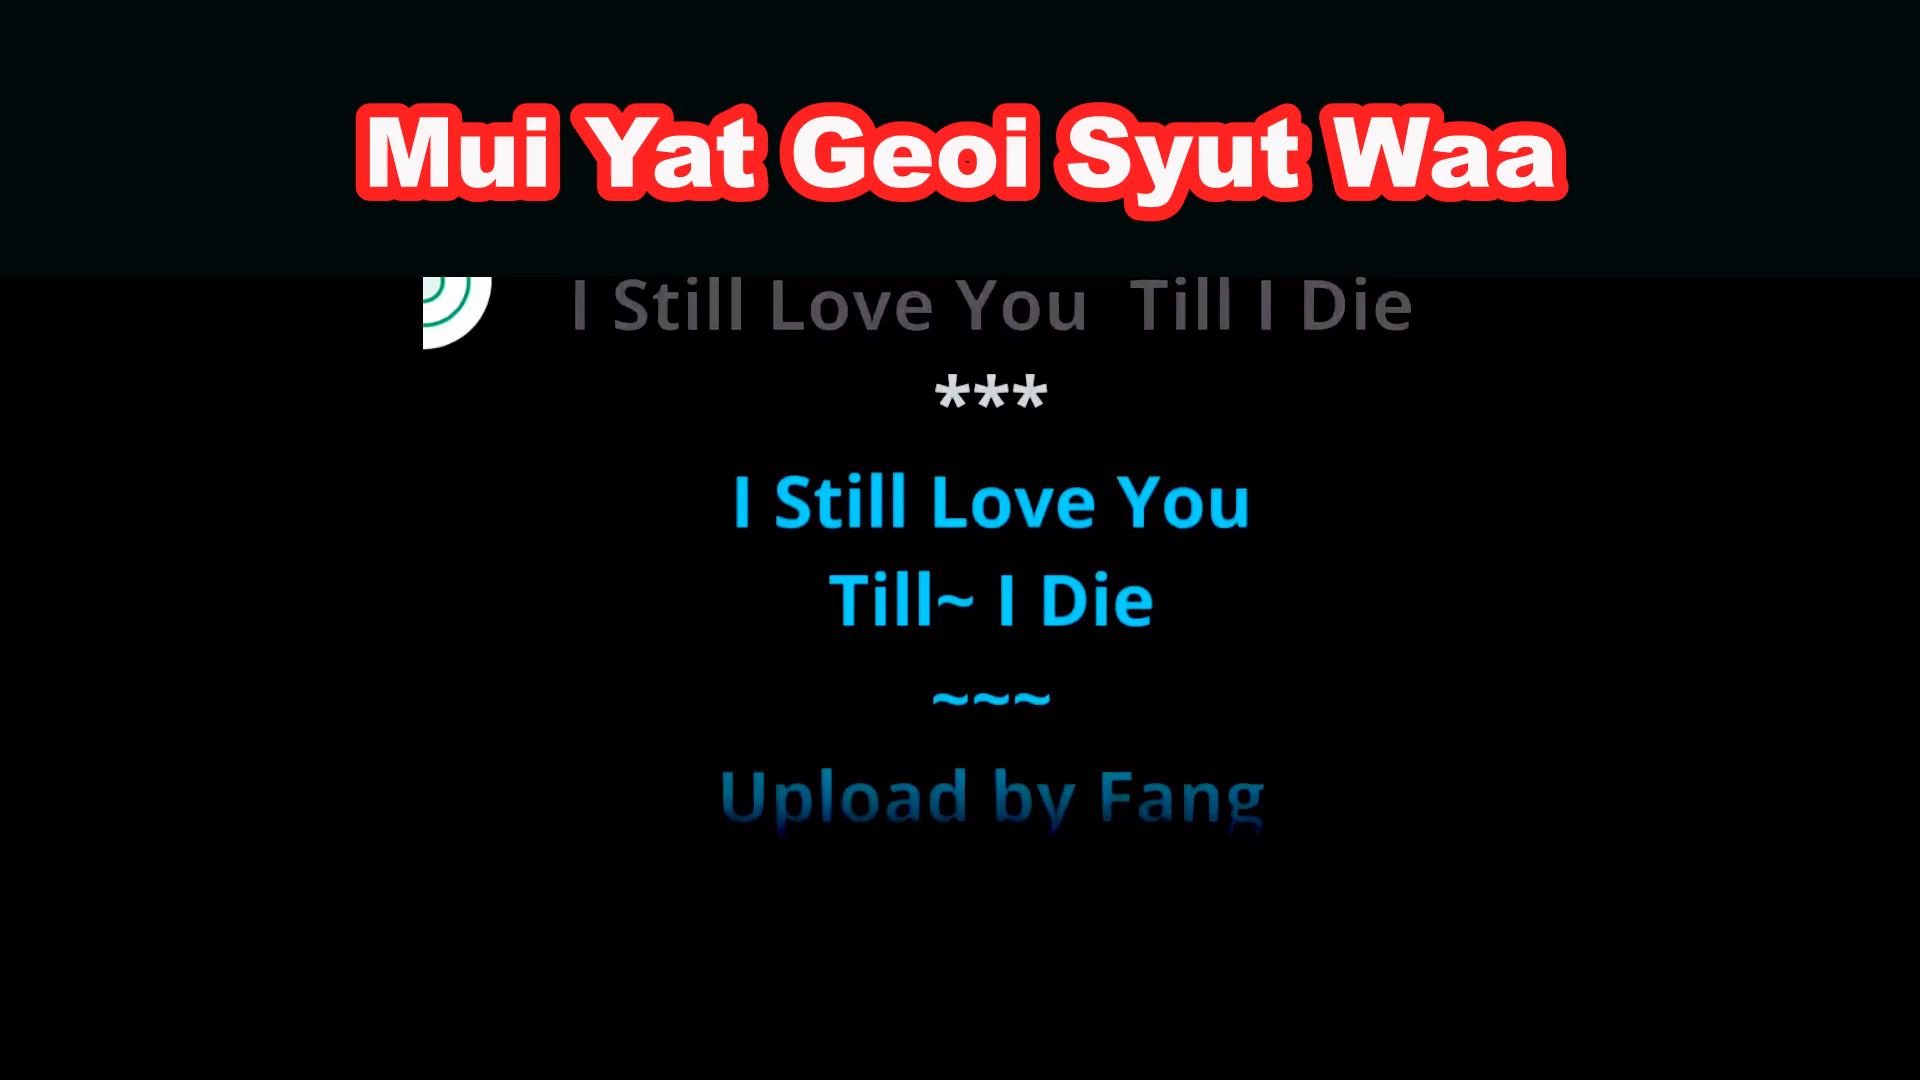 Mui Yat Geoi Syut Waa
I Still Love You  Till I Die
***
I Still Love You
Till~ I Die
~~~
Upload by Fang